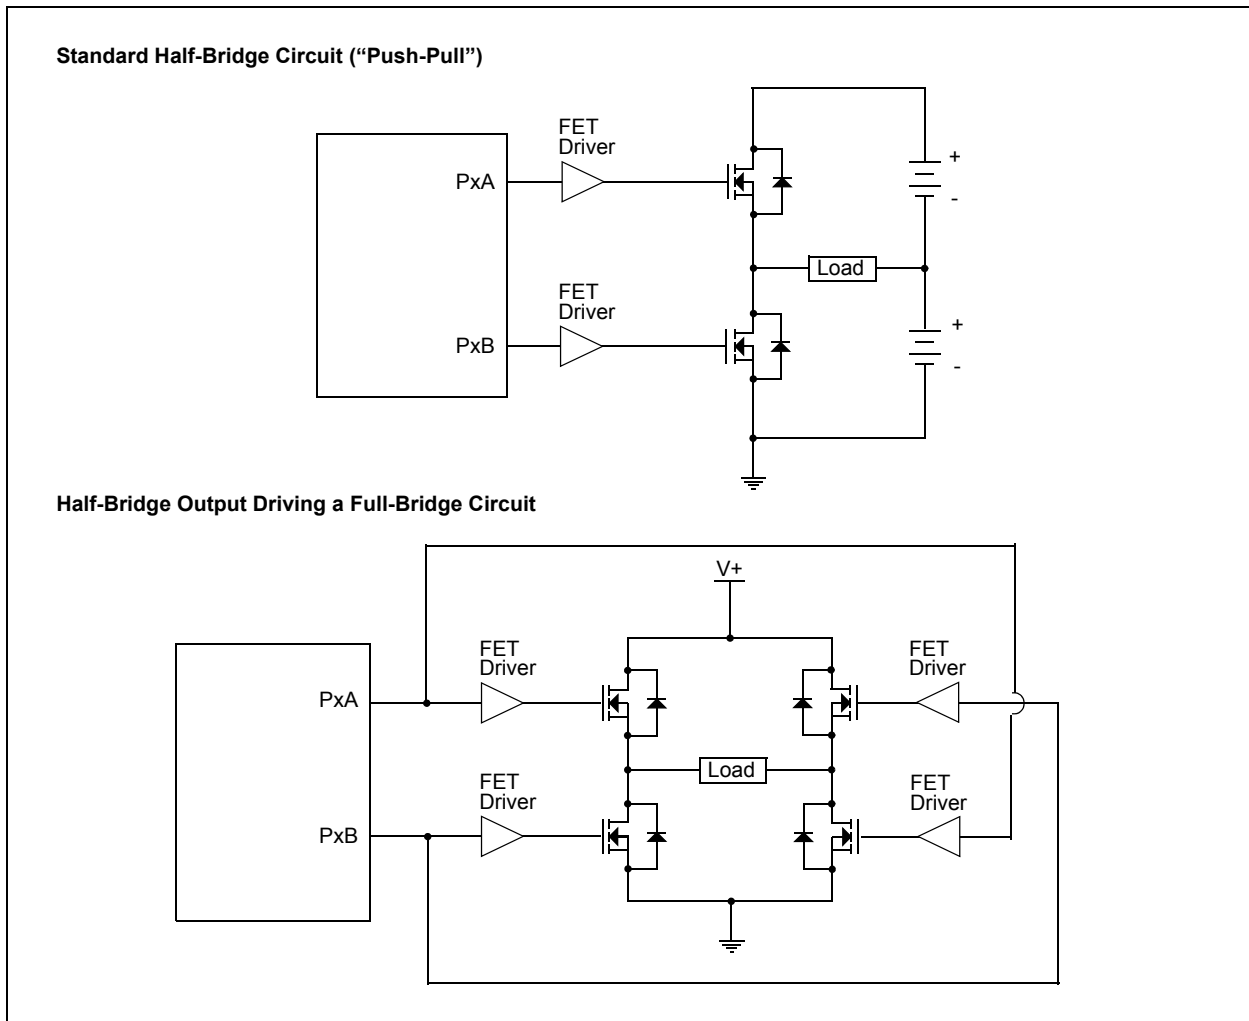 Standard Half-Bridge Circuit (“Push-Pull”)
FET
Driver
PxA
+
-
Load
FET
Driver
PxB
+
-
Half-Bridge Output Driving a Full-Bridge Circuit
V+
FET
Driver
FET
Driver
PxA
Load
FET
Driver
FET
Driver
PxB